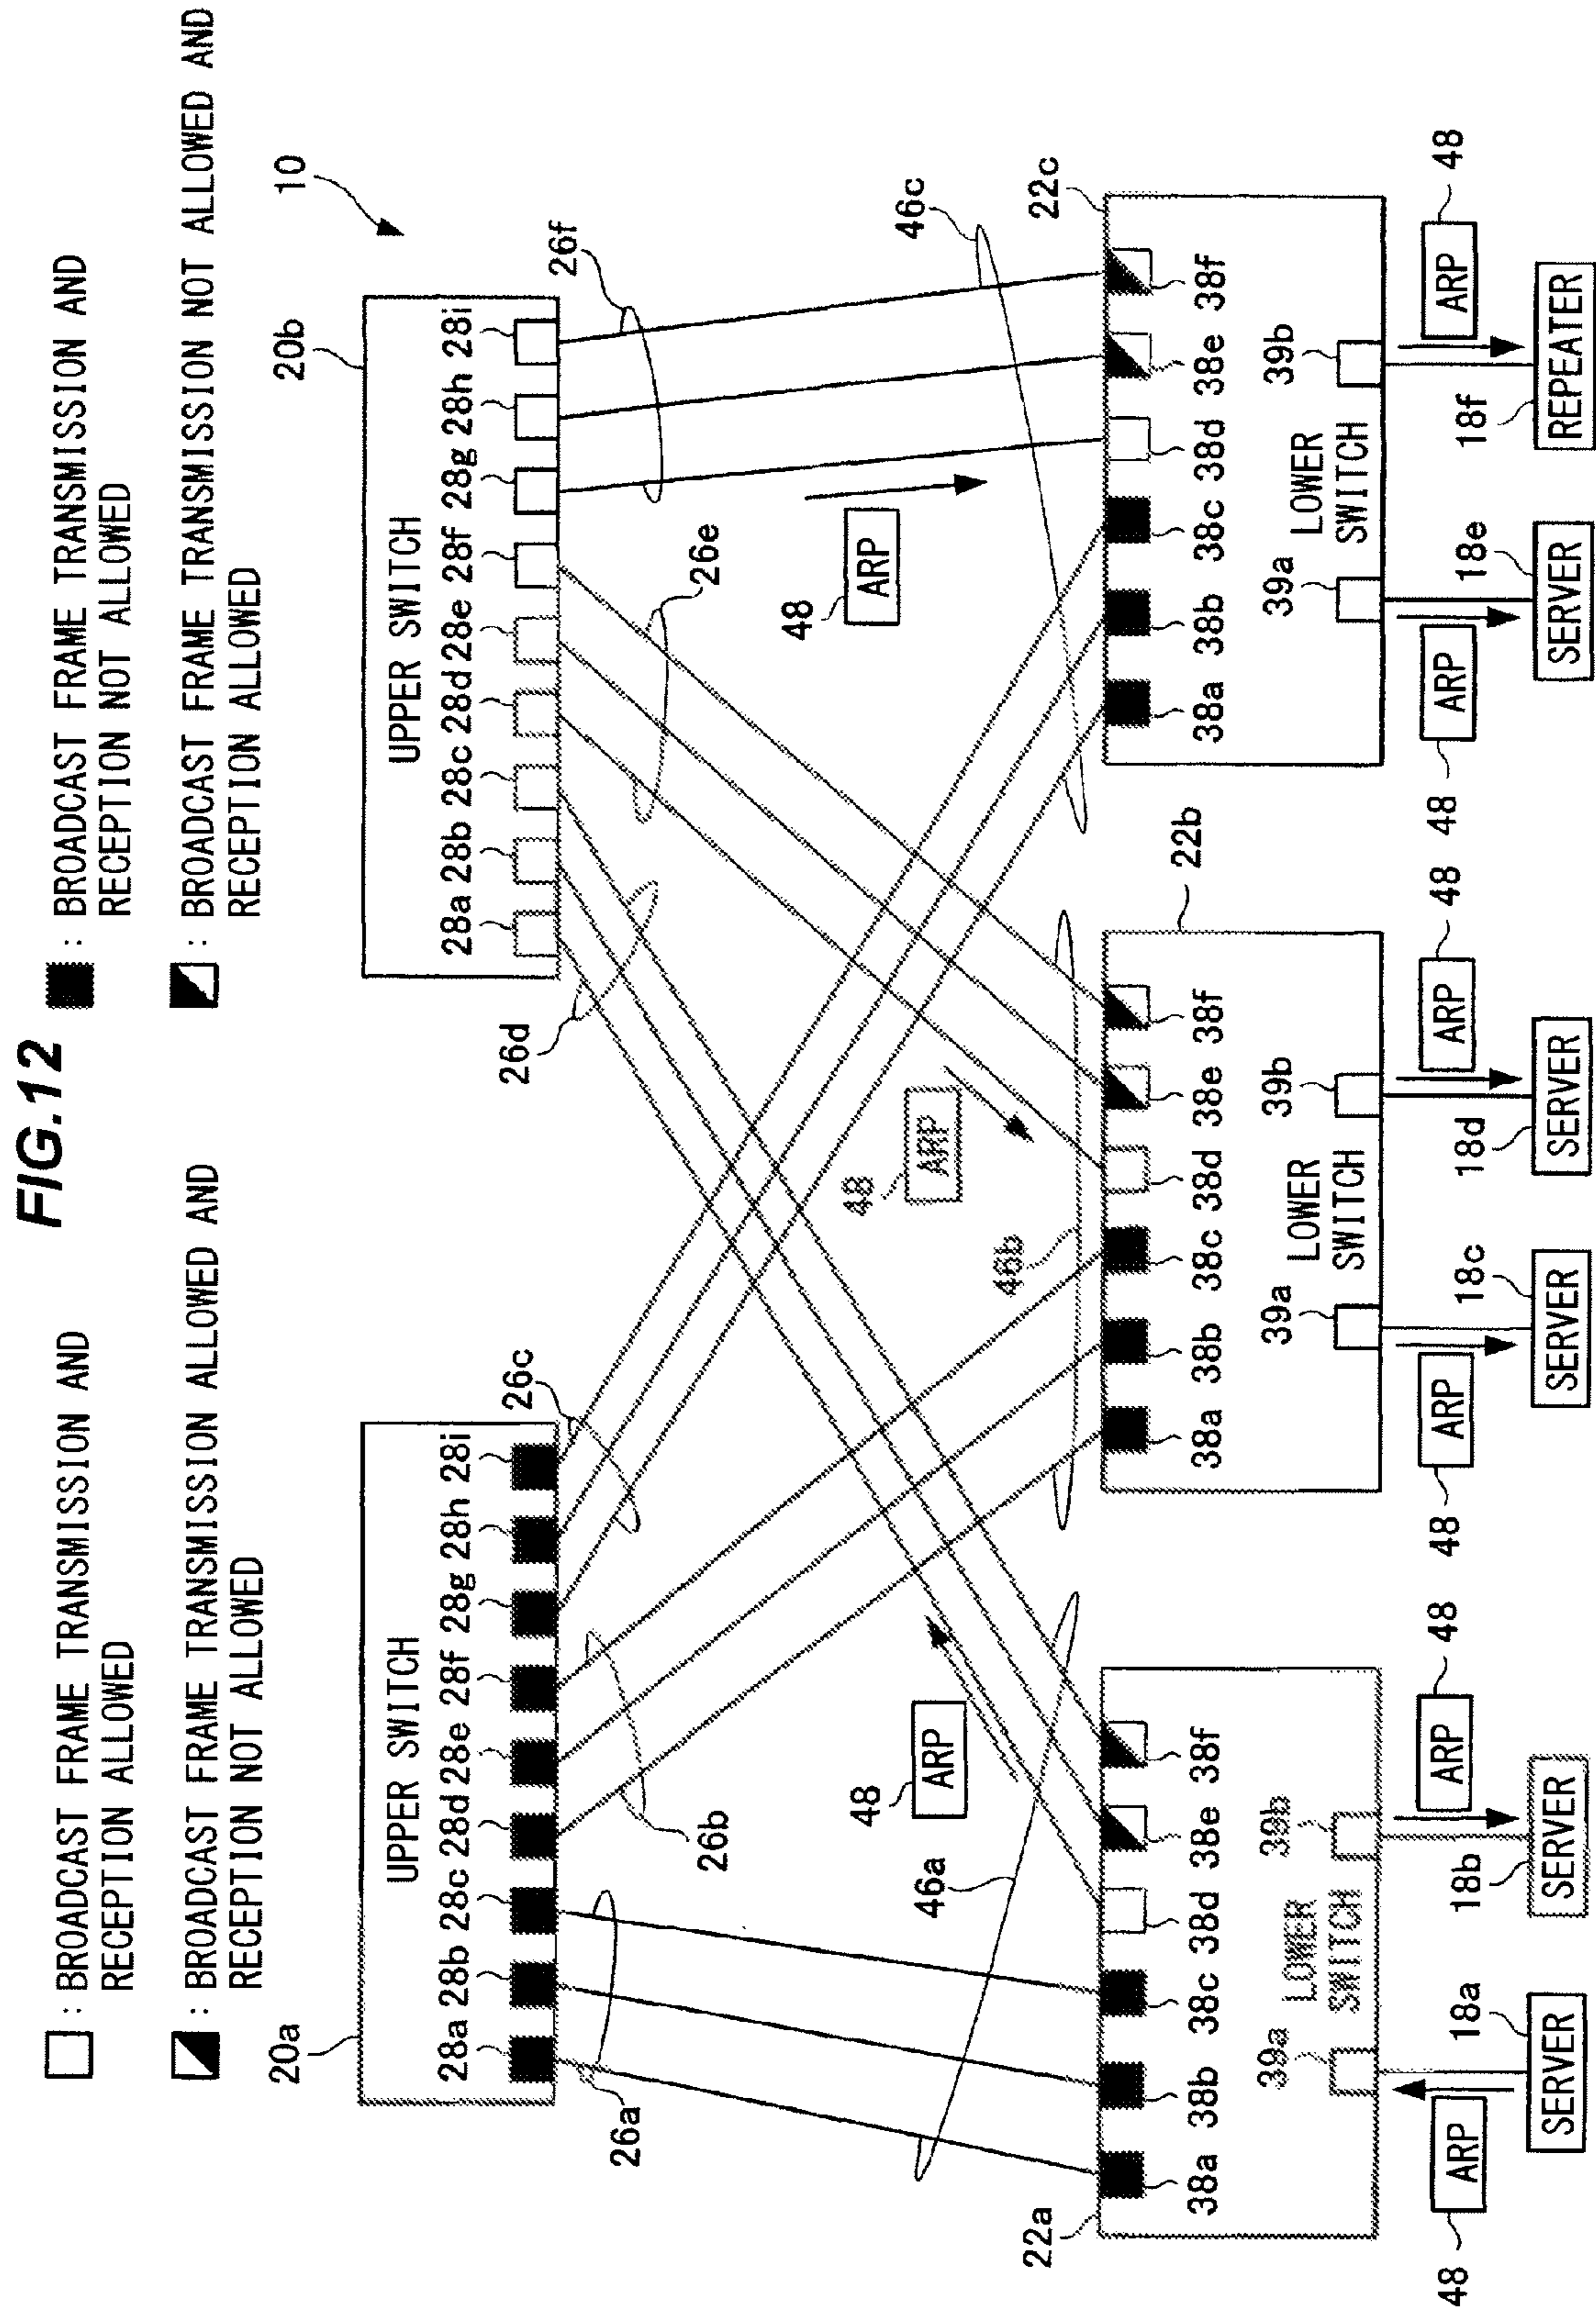 FIG.12
□ : BROADCAST FRAME TRANSMISSION AND
RECEPTION ALLOWED
■ : BROADCAST FRAME TRANSMISSION AND
RECEPTION NOT ALLOWED
: BROADCAST FRAME TRANSMISSION ALLOWED AND
RECEPTION NOT ALLOWED
: BROADCAST FRAME TRANSMISSION NOT ALLOWED AND
RECEPTION ALLOWED
10
20a
20b
UPPER SWITCH
28a 28b 28c 28d 28e 28f 28g 28h 28i
UPPER SWITCH
28a 28b 28c 28d 28e 28f 28g 28h 28i
26a
26b
26c
26d
26e
26f
48
ARP
48
ARP
48
ARP
46a
46b
46c
22a
22b
22c
38a 38b 38c 38d 38e 38f
38a 38b 38c 38d 38e 38f
38a 38b 38c 38d 38e 38f
39a
LOWER
SWITCH
39b
39a
LOWER
SWITCH
39b
39a
LOWER
SWITCH
39b
48
ARP
18a
18b
ARP
48
48
ARP
18c
18d
ARP
48
48
ARP
18e
18f
ARP
48
SERVER
SERVER
SERVER
SERVER
SERVER
REPEATER